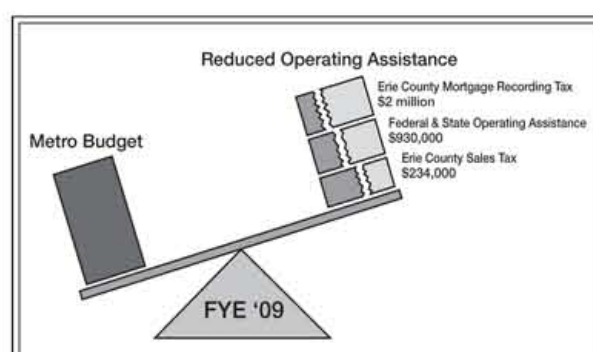 Reduced Operating Assistance
Erie County Mortgage Recording Tax
$2 million
Federal & State Operating Assistance
$930,000
Erie County Sales Tax
$234,000
Metro Budget
FYE ‘09